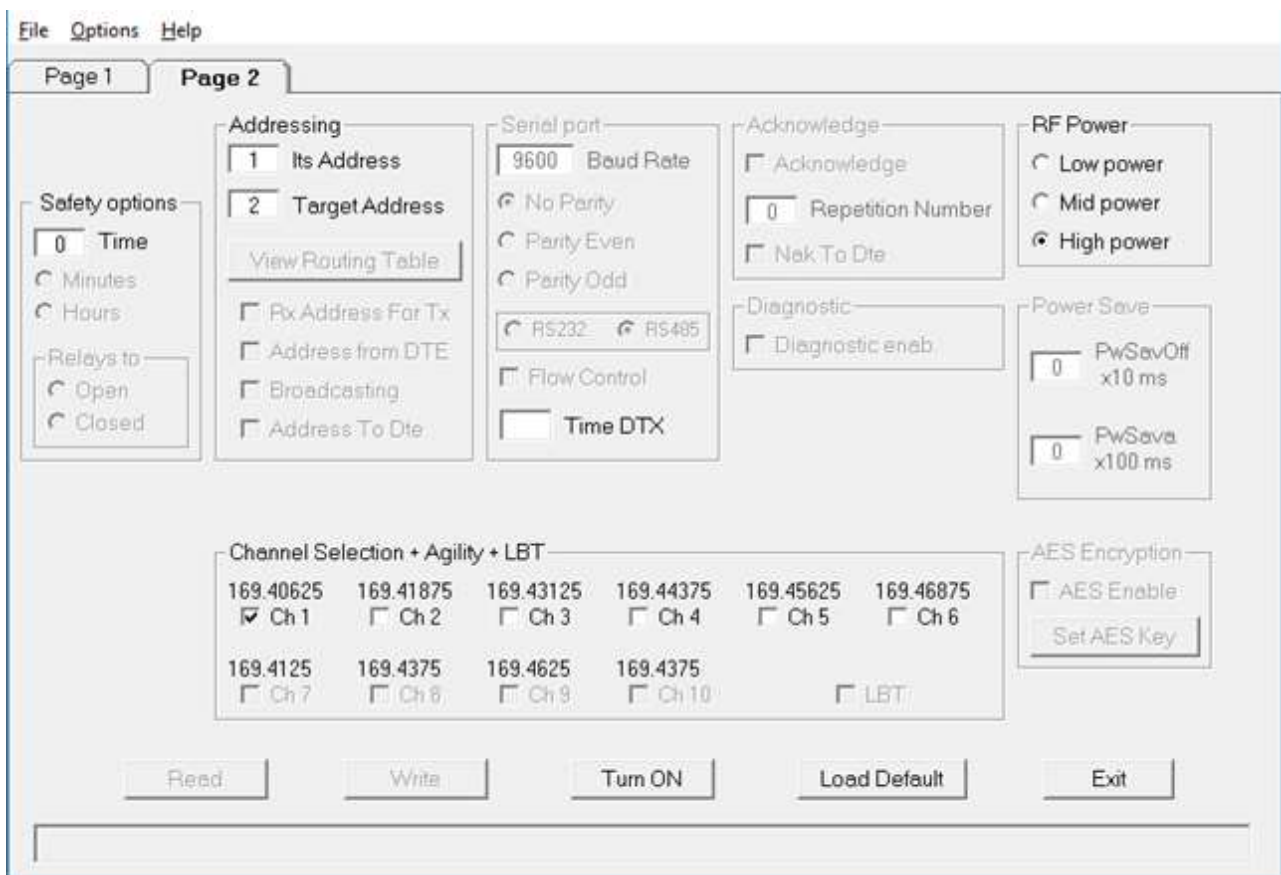 File Options Help
Page 1 Page 2
Safety options
0 Time
Minutes
Hours
Relays to
Open
Closed
Addressing
1 Its Address
2 Target Address
View Routing Table
Rx Address For Tx
Address from DTE
Broadcasting
Address To Dte
Serial port
9600 Baud Rate
No Parity
Parity Even
Parity Odd
RS232 RS485
Flow Control
Time DTX
Acknowledge
Acknowledge
0 Repetition Number
Nak To Dte
Diagnostic
Diagnostic enab
RF Power
Low power
Mid power
High power
Power Save
0 PwSavOff
x10 ms
0 PwSava
x100 ms
Channel Selection + Agility + LBT
169.40625 169.41875 169.43125 169.44375 169.45625 169.46875
Ch 1 Ch 2 Ch 3 Ch 4 Ch 5 Ch 6
169.4125 169.4375 169.4625 169.4375
Ch 7 Ch 8 Ch 9 Ch 10 LBT
AES Encryption
AES Enable
Set AES Key
Read Write Turn ON Load Default Exit